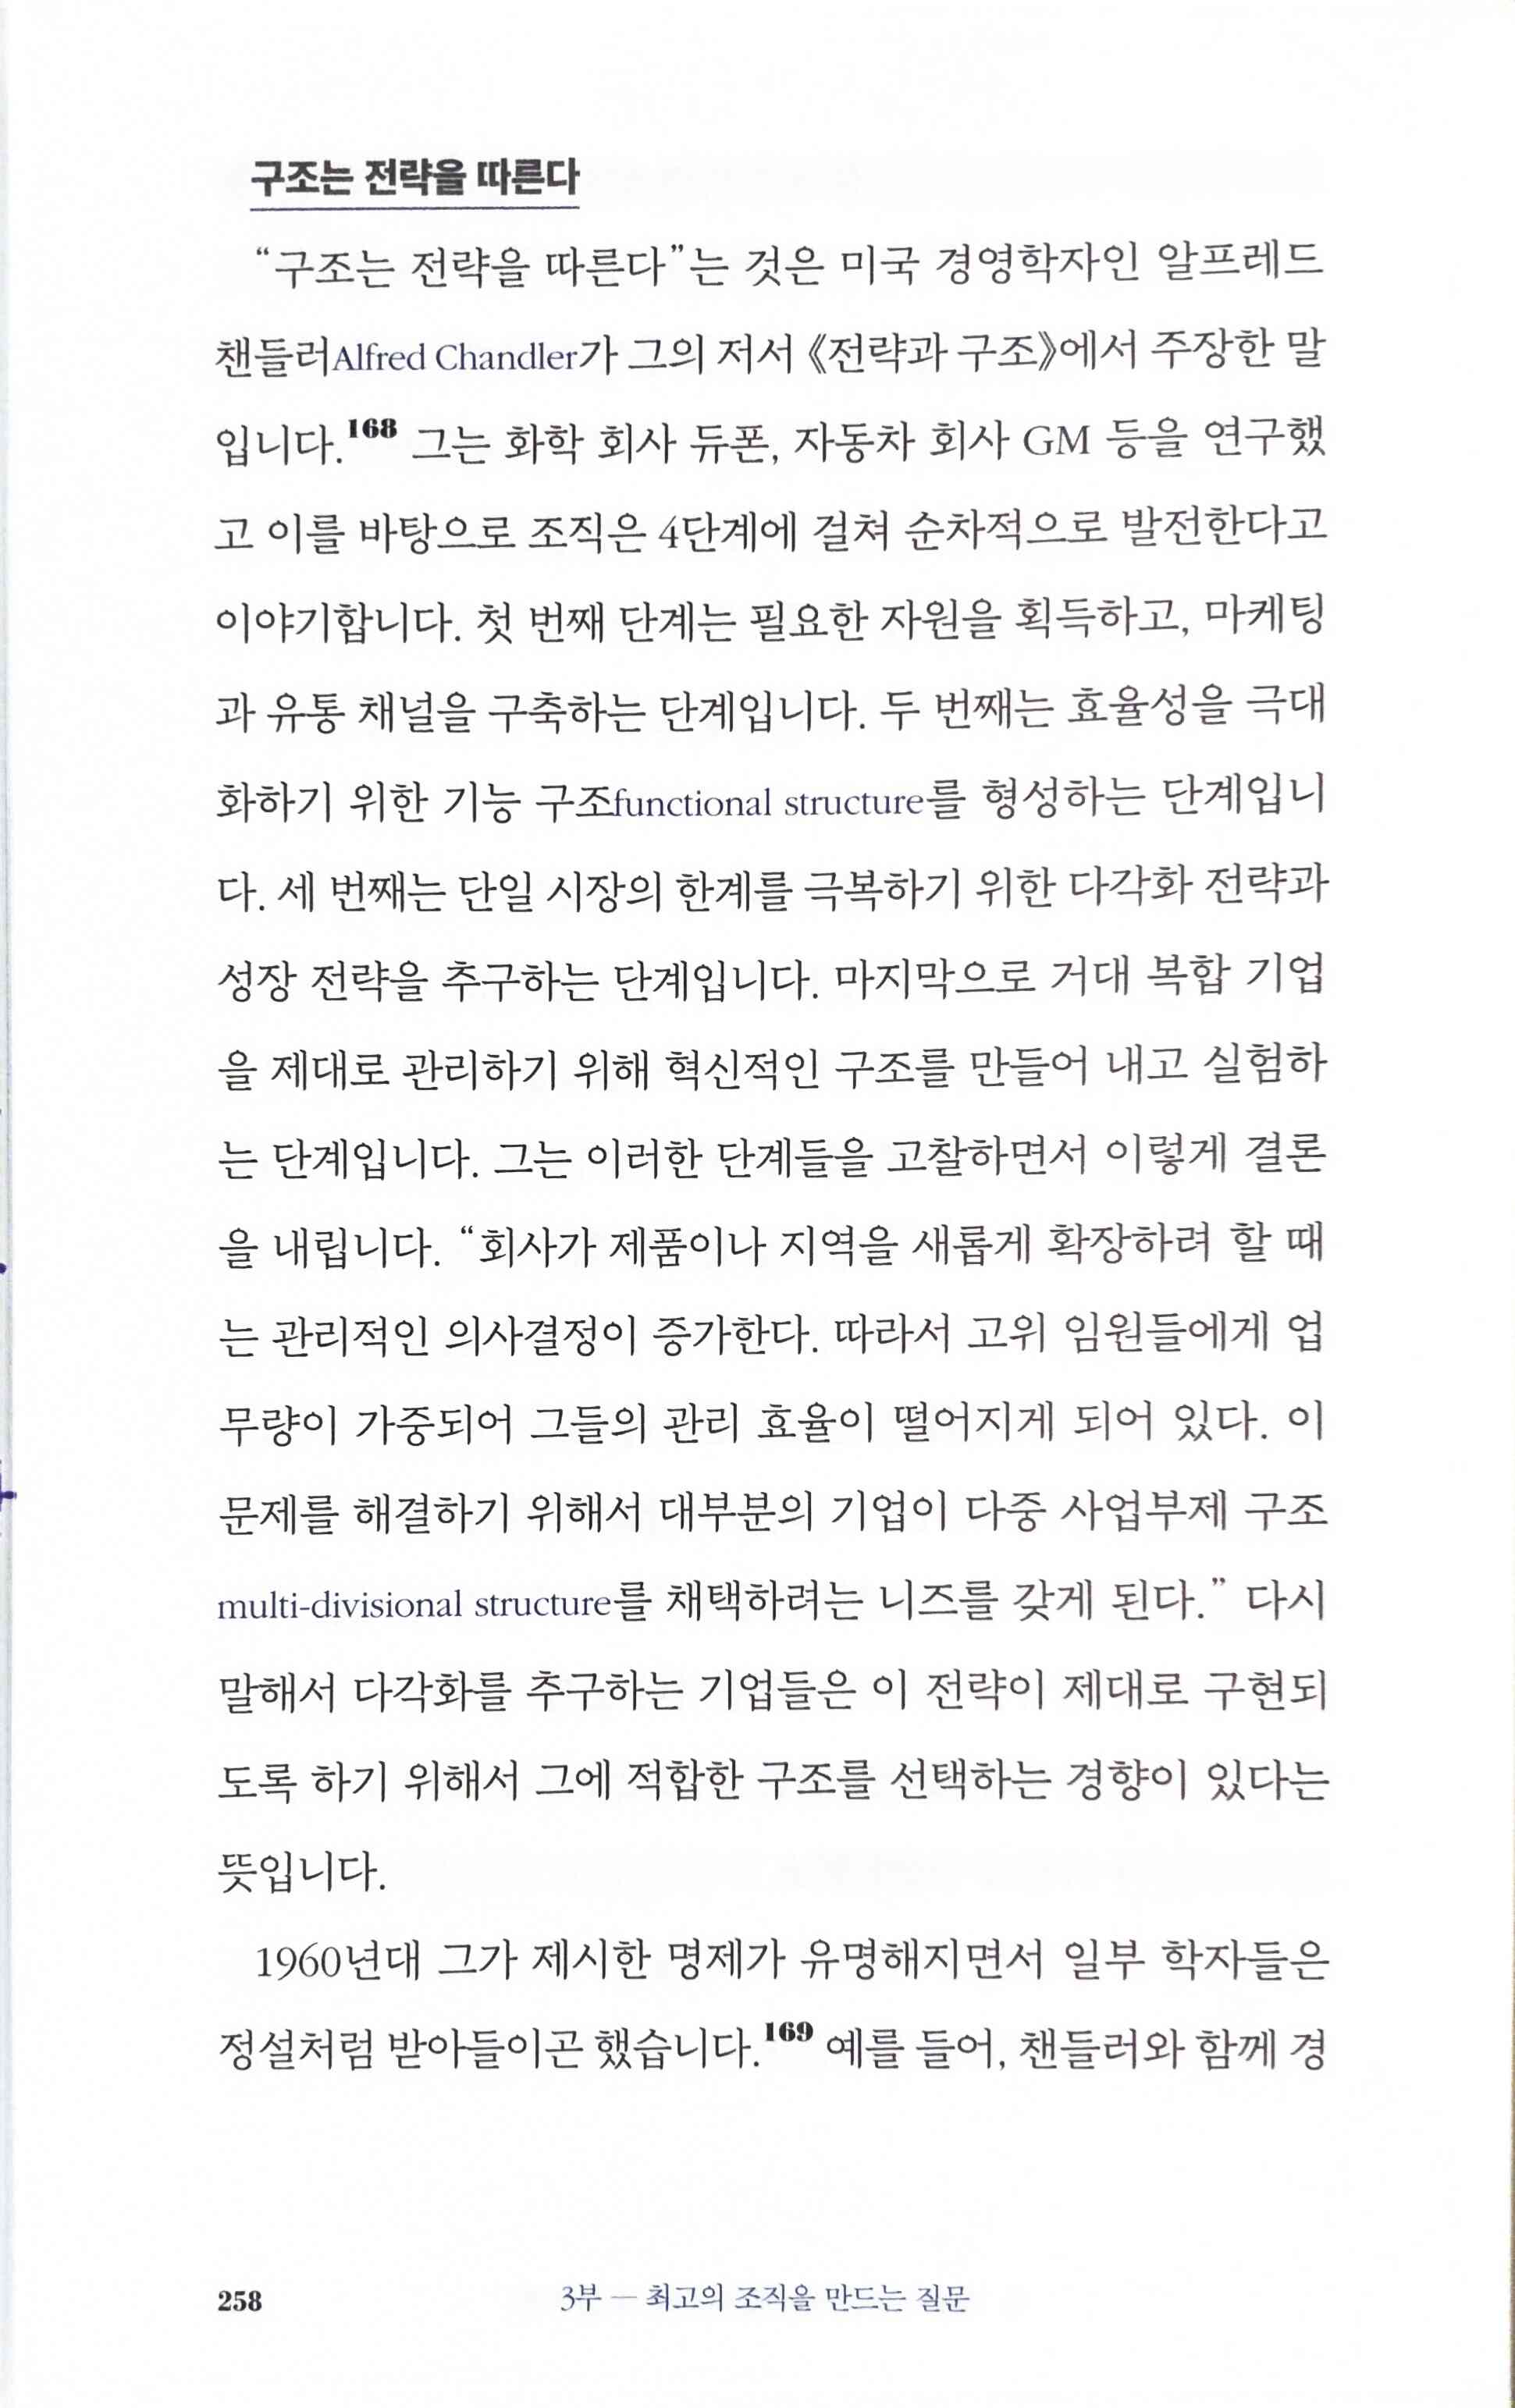 구조는 전략을 따른다
“구조는 전략을 따른다”는 것은 미국 경영학자인 알프레드
챈들러Alfred Chandler가 그의 저서 《전략과 구조》에서 주장한 말
입니다.168 그는 화학 회사 듀폰, 자동차 회사 GM 등을 연구했
고 이를 바탕으로 조직은 4단계에 걸쳐 순차적으로 발전한다고
이야기합니다. 첫 번째 단계는 필요한 자원을 획득하고, 마케팅
과 유통 채널을 구축하는 단계입니다. 두 번째는 효율성을 극대
화하기 위한 기능 구조functional structure를 형성하는 단계입니
다. 세 번째는 단일 시장의 한계를 극복하기 위한 다각화 전략과
성장 전략을 추구하는 단계입니다. 마지막으로 거대 복합 기업
을 제대로 관리하기 위해 혁신적인 구조를 만들어 내고 실험하
는 단계입니다. 그는 이러한 단계들을 고찰하면서 이렇게 결론
을 내립니다. “회사가 제품이나 지역을 새롭게 확장하려 할 때
는 관리적인 의사결정이 증가한다. 따라서 고위 임원들에게 업
무량이 가중되어 그들의 관리 효율이 떨어지게 되어 있다. 이
문제를 해결하기 위해서 대부분의 기업이 다중 사업부제 구조
multi-divisional structure를 채택하려는 니즈를 갖게 된다.” 다시
말해서 다각화를 추구하는 기업들은 이 전략이 제대로 구현되
도록 하기 위해서 그에 적합한 구조를 선택하는 경향이 있다는
뜻입니다.
1960년대 그가 제시한 명제가 유명해지면서 일부 학자들은
정설처럼 받아들이곤 했습니다.169 예를 들어, 챈들러와 함께 경
258
3부 — 최고의 조직을 만드는 질문